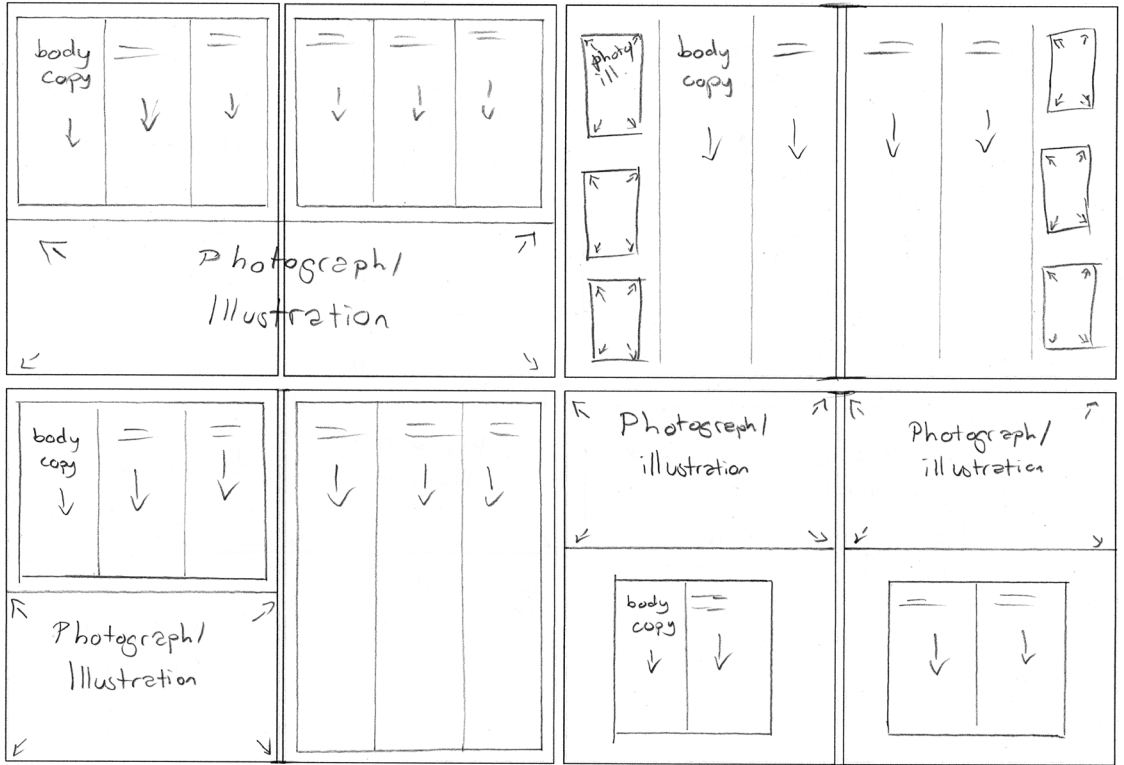 body
copy
Photograph/
Illustration
photo/
ill.
body
copy
body
copy
Photograph/
Illustration
Photograph/
illustration
Photograph/
illustration
body
copy